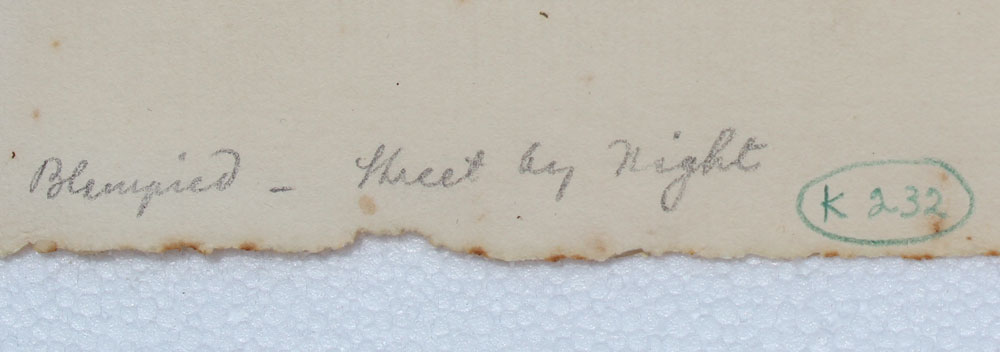 Blampied – Street by Night K 232